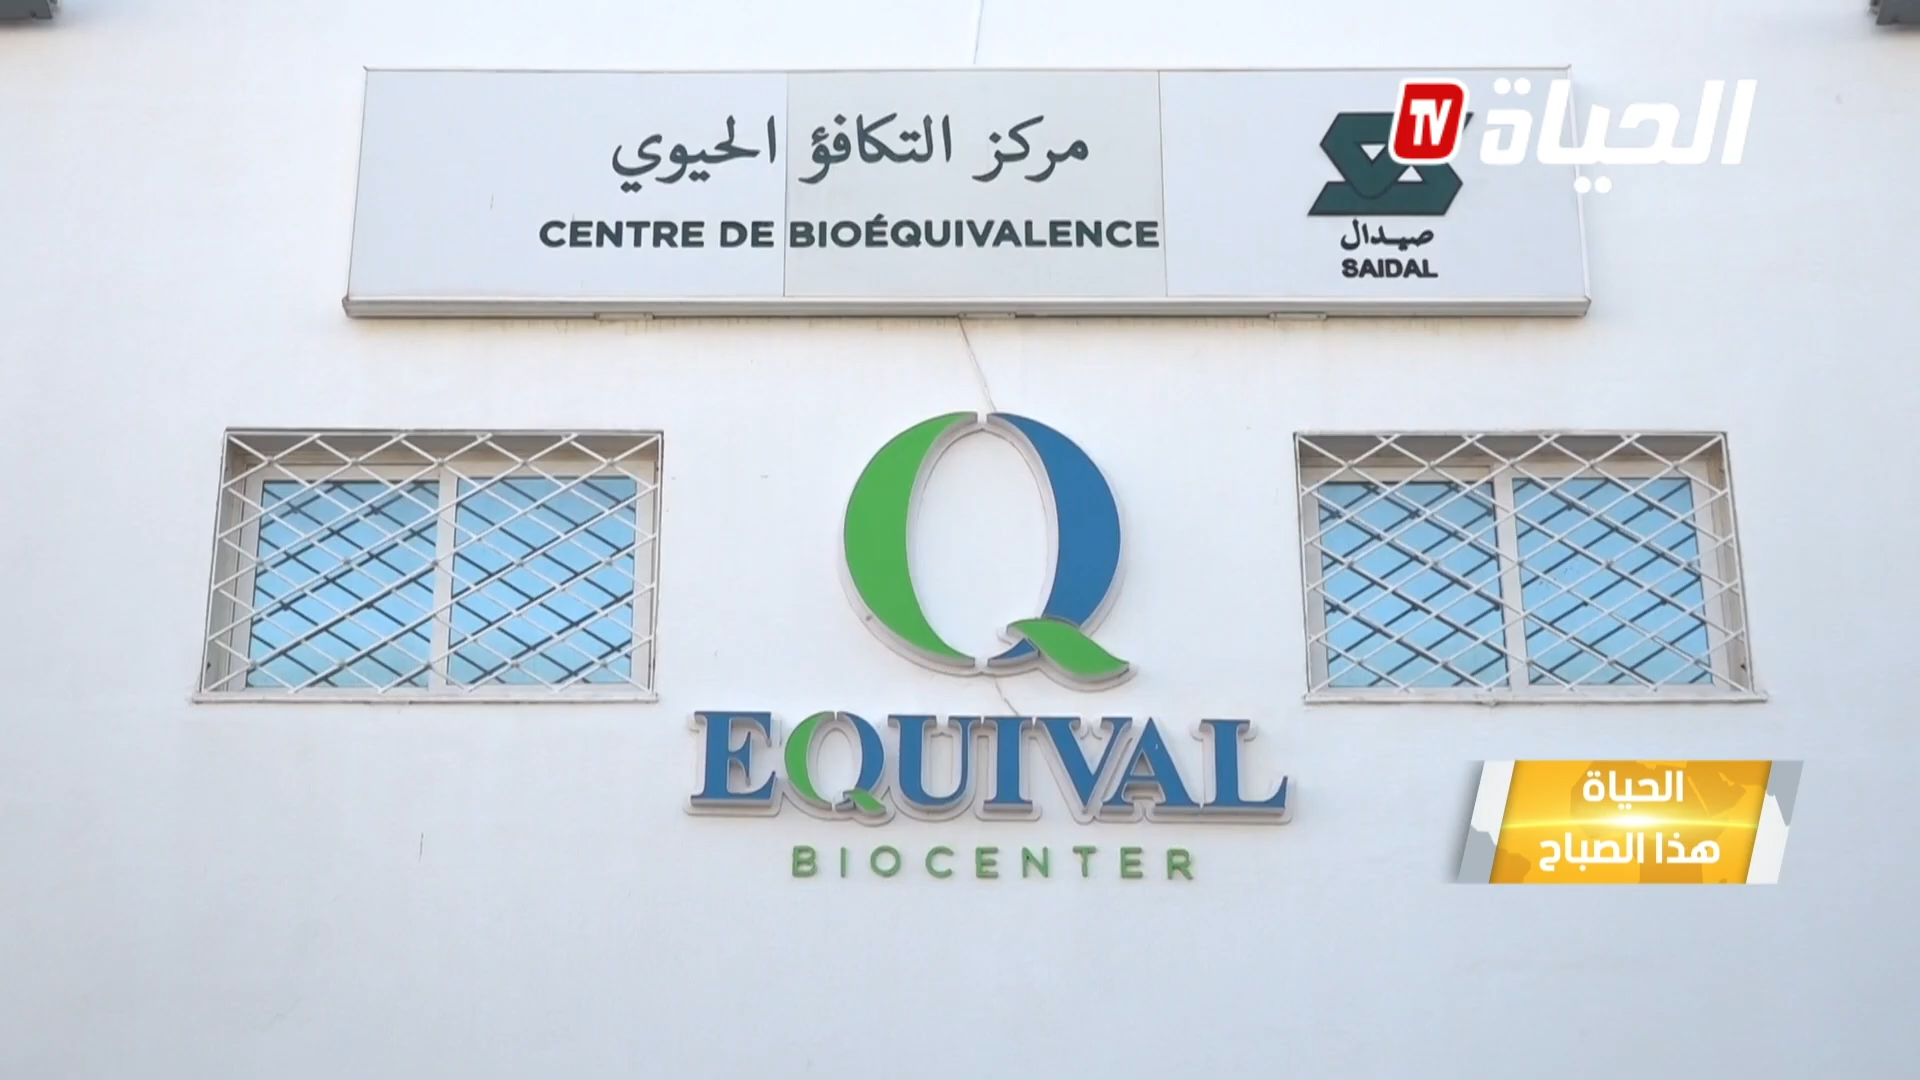 مركز التكافؤ الحيوي
CENTRE DE BIOÉQUIVALENCE
صيدال
SAIDAL
TV الحياة
EQUIVAL
BIOCENTER
الحياة
هذا الصباح